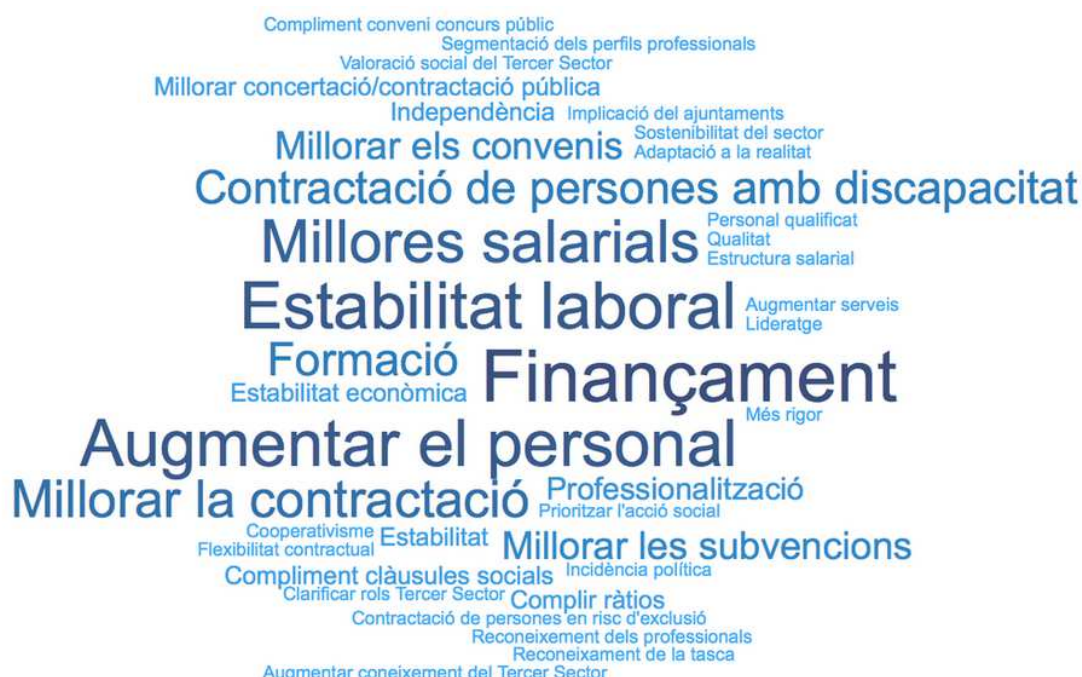 Compliment conveni concurs públic
Segmentació dels perfils professionals
Valoració social del Tercer Sector
Millorar concertació/contractació pública
Independència
Implicació del ajuntaments
Millorar els convenis
Sostenibilitat del sector
Adaptació a la realitat
Contractació de persones amb discapacitat
Millores salarials
Personal qualificat
Qualitat
Estructura salarial
Estabilitat laboral
Augmentar serveis
Lideratge
Formació
Estabilitat econòmica
Finançament
Més rigor
Augmentar el personal
Millorar la contractació
Professionalització
Prioritzar l'acció social
Cooperativisme
Flexibilitat contractual
Estabilitat
Millorar les subvencions
Compliment clàusules socials
Incidència política
Clarificar rols Tercer Sector
Complir ràtios
Contractació de persones en risc d'exclusió
Reconeixement dels professionals
Reconeixament de la tasca
Augmentar coneixement del Tercer Sector